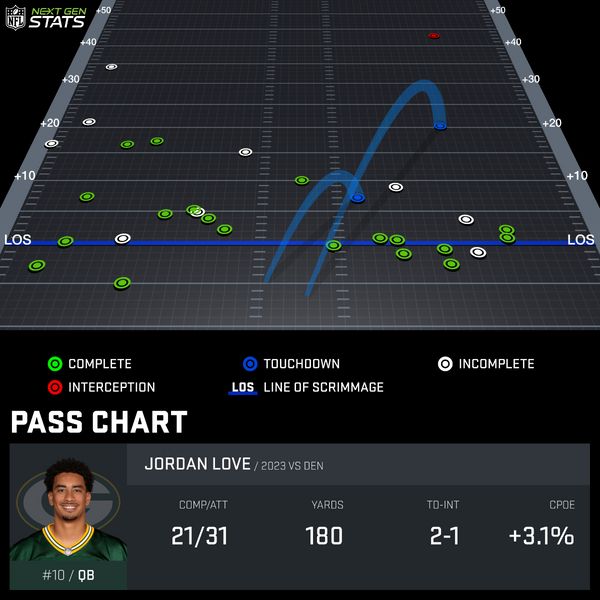 NFL NEXT GEN STATS
+50 +50
+40 +40
+30 +30
+20 +20
+10 +10
LOS LOS
COMPLETE TOUCHDOWN INCOMPLETE
INTERCEPTION LOS LINE OF SCRIMMAGE
PASS CHART
JORDAN LOVE / 2023 VS DEN
COMP/ATT YARDS TD-INT CPOE
21/31 180 2-1 +3.1%
#10 / QB